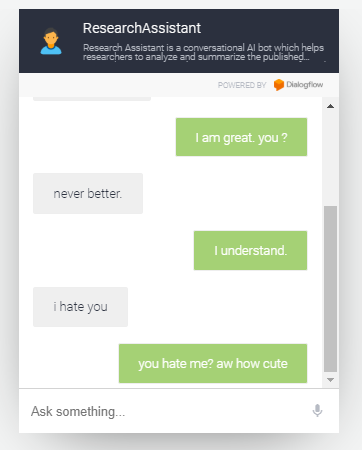 ResearchAssistant
Research Assistant is a conversational AI bot which helps
researchers to analyze and summarize the published...
POWERED BY Dialogflow
I am great. you ?
never better.
I understand.
i hate you
you hate me? aw how cute
Ask something...